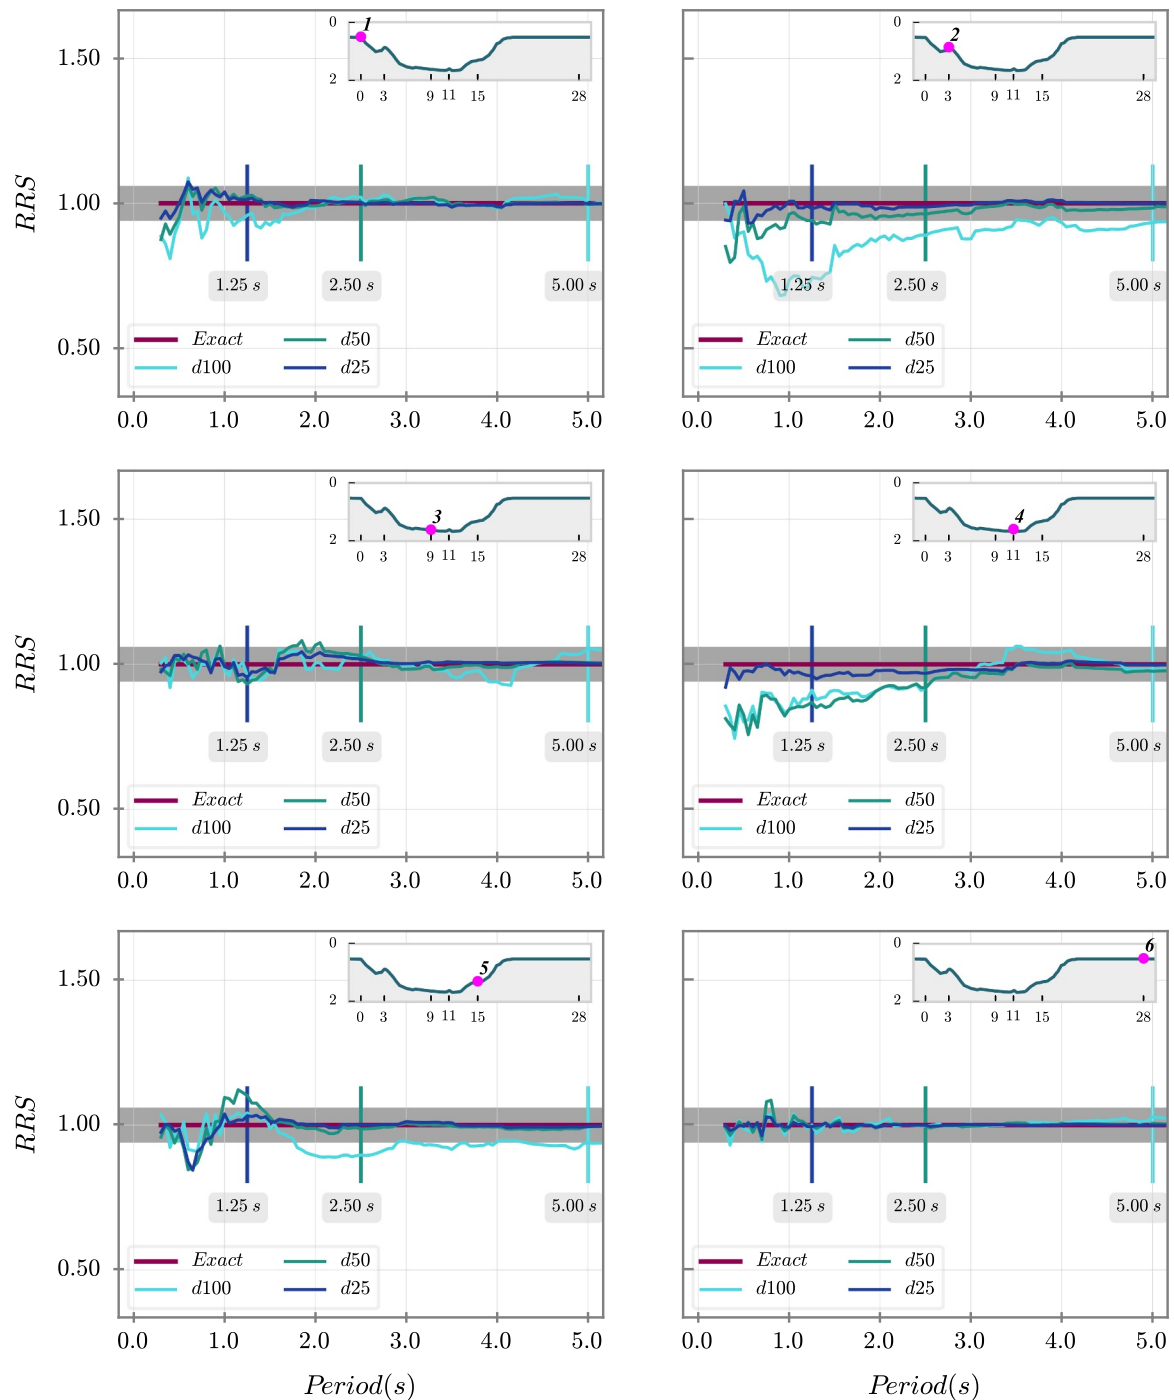 0 1 0 2
1.50 2 2
0 3 9 11 15 28 0 3 9 11 15 28
RRS 1.00
1.25 s 2.50 s 5.00 s 1.25 s 2.50 s 5.00 s
0.50 Exact d50 Exact d50
d100 d25 d100 d25
0.0 1.0 2.0 3.0 4.0 5.0 0.0 1.0 2.0 3.0 4.0 5.0
0 3 0 4
1.50 2 2
0 3 9 11 15 28 0 3 9 11 15 28
RRS 1.00
1.25 s 2.50 s 5.00 s 1.25 s 2.50 s 5.00 s
0.50 Exact d50 Exact d50
d100 d25 d100 d25
0.0 1.0 2.0 3.0 4.0 5.0 0.0 1.0 2.0 3.0 4.0 5.0
0 5 0 6
1.50 2 2
0 3 9 11 15 28 0 3 9 11 15 28
RRS 1.00
1.25 s 2.50 s 5.00 s 1.25 s 2.50 s 5.00 s
0.50 Exact d50 Exact d50
d100 d25 d100 d25
0.0 1.0 2.0 3.0 4.0 5.0 0.0 1.0 2.0 3.0 4.0 5.0
Period(s) Period(s)